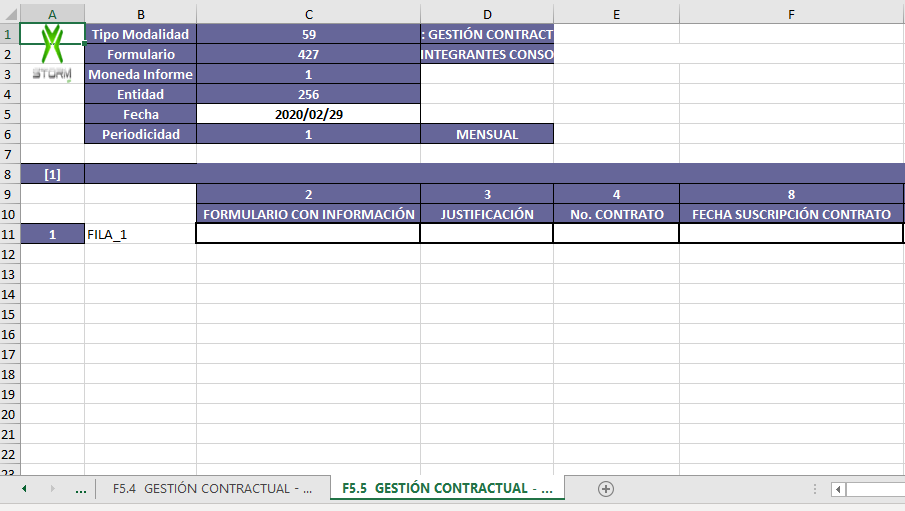 A B C D E F
1 Tipo Modalidad 59 : GESTIÓN CONTRACT
STORM
2 Formulario 427 INTEGRANTES CONSO
3 Moneda Informe 1
4 Entidad 256
5 Fecha 2020/02/29
6 Periodicidad 1 MENSUAL
7
8 [1]
9 2 3 4 8
10 FORMULARIO CON INFORMACIÓN JUSTIFICACIÓN No. CONTRATO FECHA SUSCRIPCIÓN CONTRATO
11 1 FILA_1
12
13
14
15
16
17
18
19
20
21
22
23
... F5.4 GESTIÓN CONTRACTUAL - ... F5.5 GESTIÓN CONTRACTUAL - ...